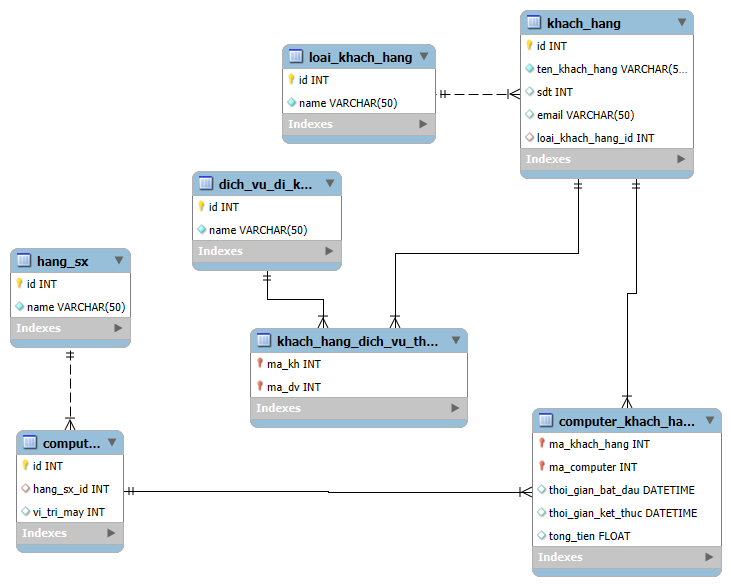 khach_hang
id INT
ten_khach_hang VARCHAR(5...
sdt INT
email VARCHAR(50)
loai_khach_hang_id INT
Indexes
loai_khach_hang
id INT
name VARCHAR(50)
Indexes
dich_vu_di_k...
id INT
name VARCHAR(50)
Indexes
hang_sx
id INT
name VARCHAR(50)
Indexes
khach_hang_dich_vu_th...
ma_kh INT
ma_dv INT
Indexes
comput...
id INT
hang_sx_id INT
vi_tri_may INT
Indexes
computer_khach_ha...
ma_khach_hang INT
ma_computer INT
thoi_gian_bat_dau DATETIME
thoi_gian_ket_thuc DATETIME
tong_tien FLOAT
Indexes